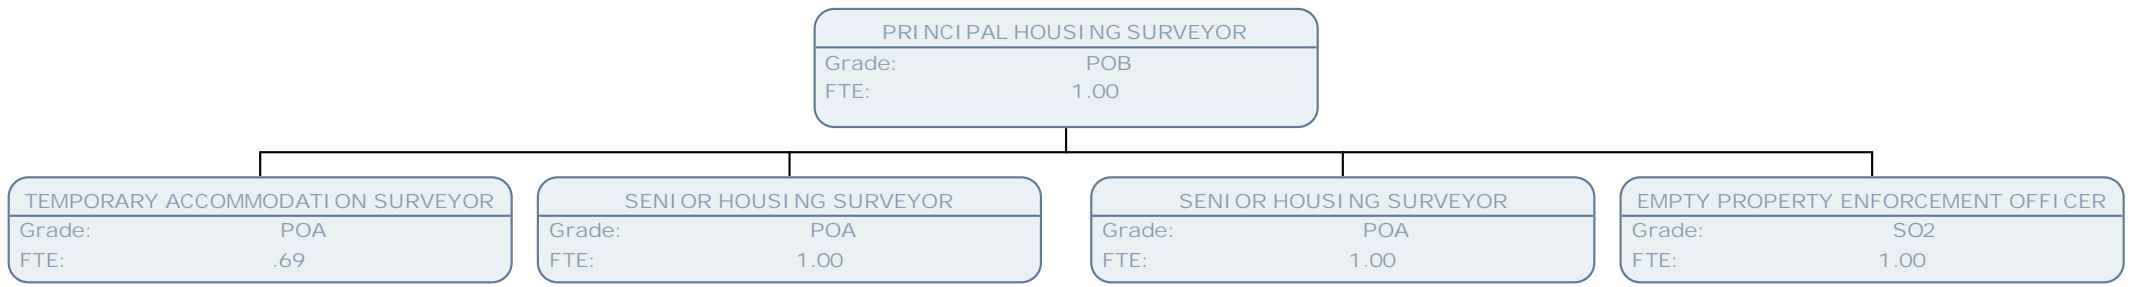 PRINCIPAL HOUSING SURVEYOR
Grade: POB
FTE: 1.00
TEMPORARY ACCOMMODATION SURVEYOR
Grade: POA
FTE: .69
SENIOR HOUSING SURVEYOR
Grade: POA
FTE: 1.00
SENIOR HOUSING SURVEYOR
Grade: POA
FTE: 1.00
EMPTY PROPERTY ENFORCEMENT OFFICER
Grade: SO2
FTE: 1.00